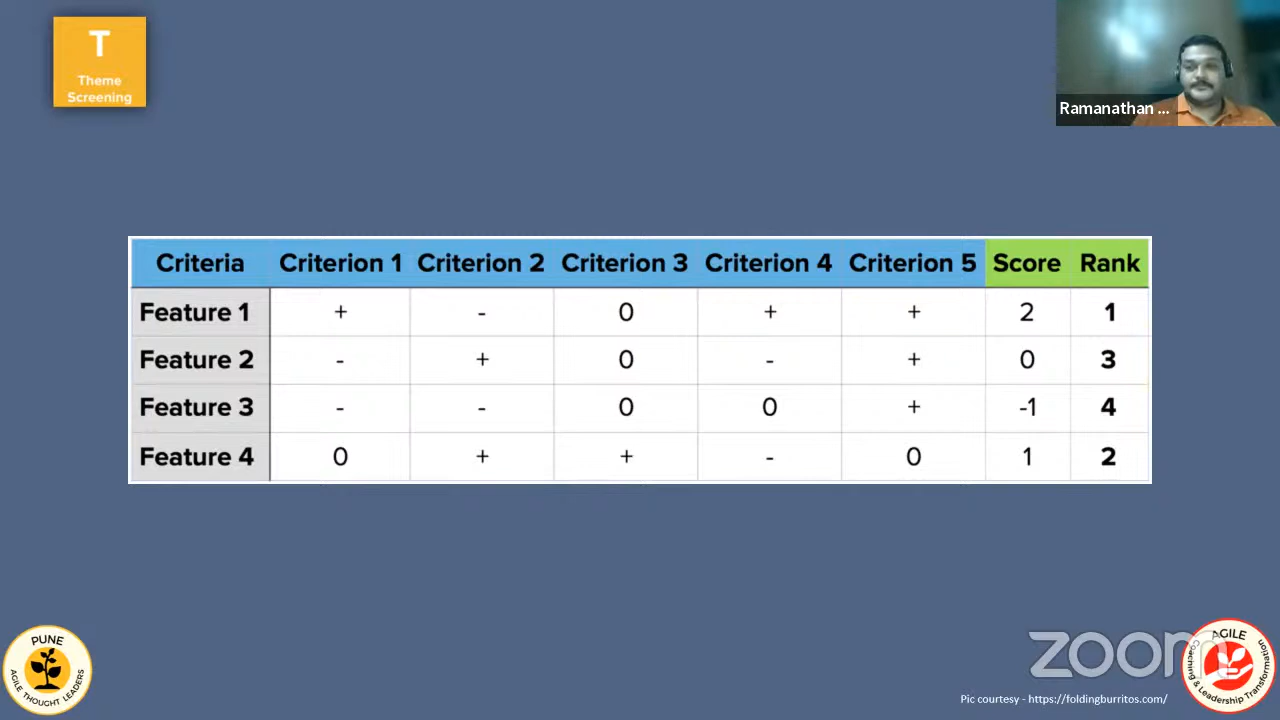 T
Theme
Screening
Ramanathan ...
Criteria Criterion 1 Criterion 2 Criterion 3 Criterion 4 Criterion 5 Score Rank
Feature 1 + - 0 + + 2 1
Feature 2 - + 0 - + 0 3
Feature 3 - - 0 0 + -1 4
Feature 4 0 + + - 0 1 2
PUNE
AGILE THOUGHT LEADERS
zoom
AGILE
Coaching & Leadership Transformation
Pic courtesy - https://foldingburritos.com/